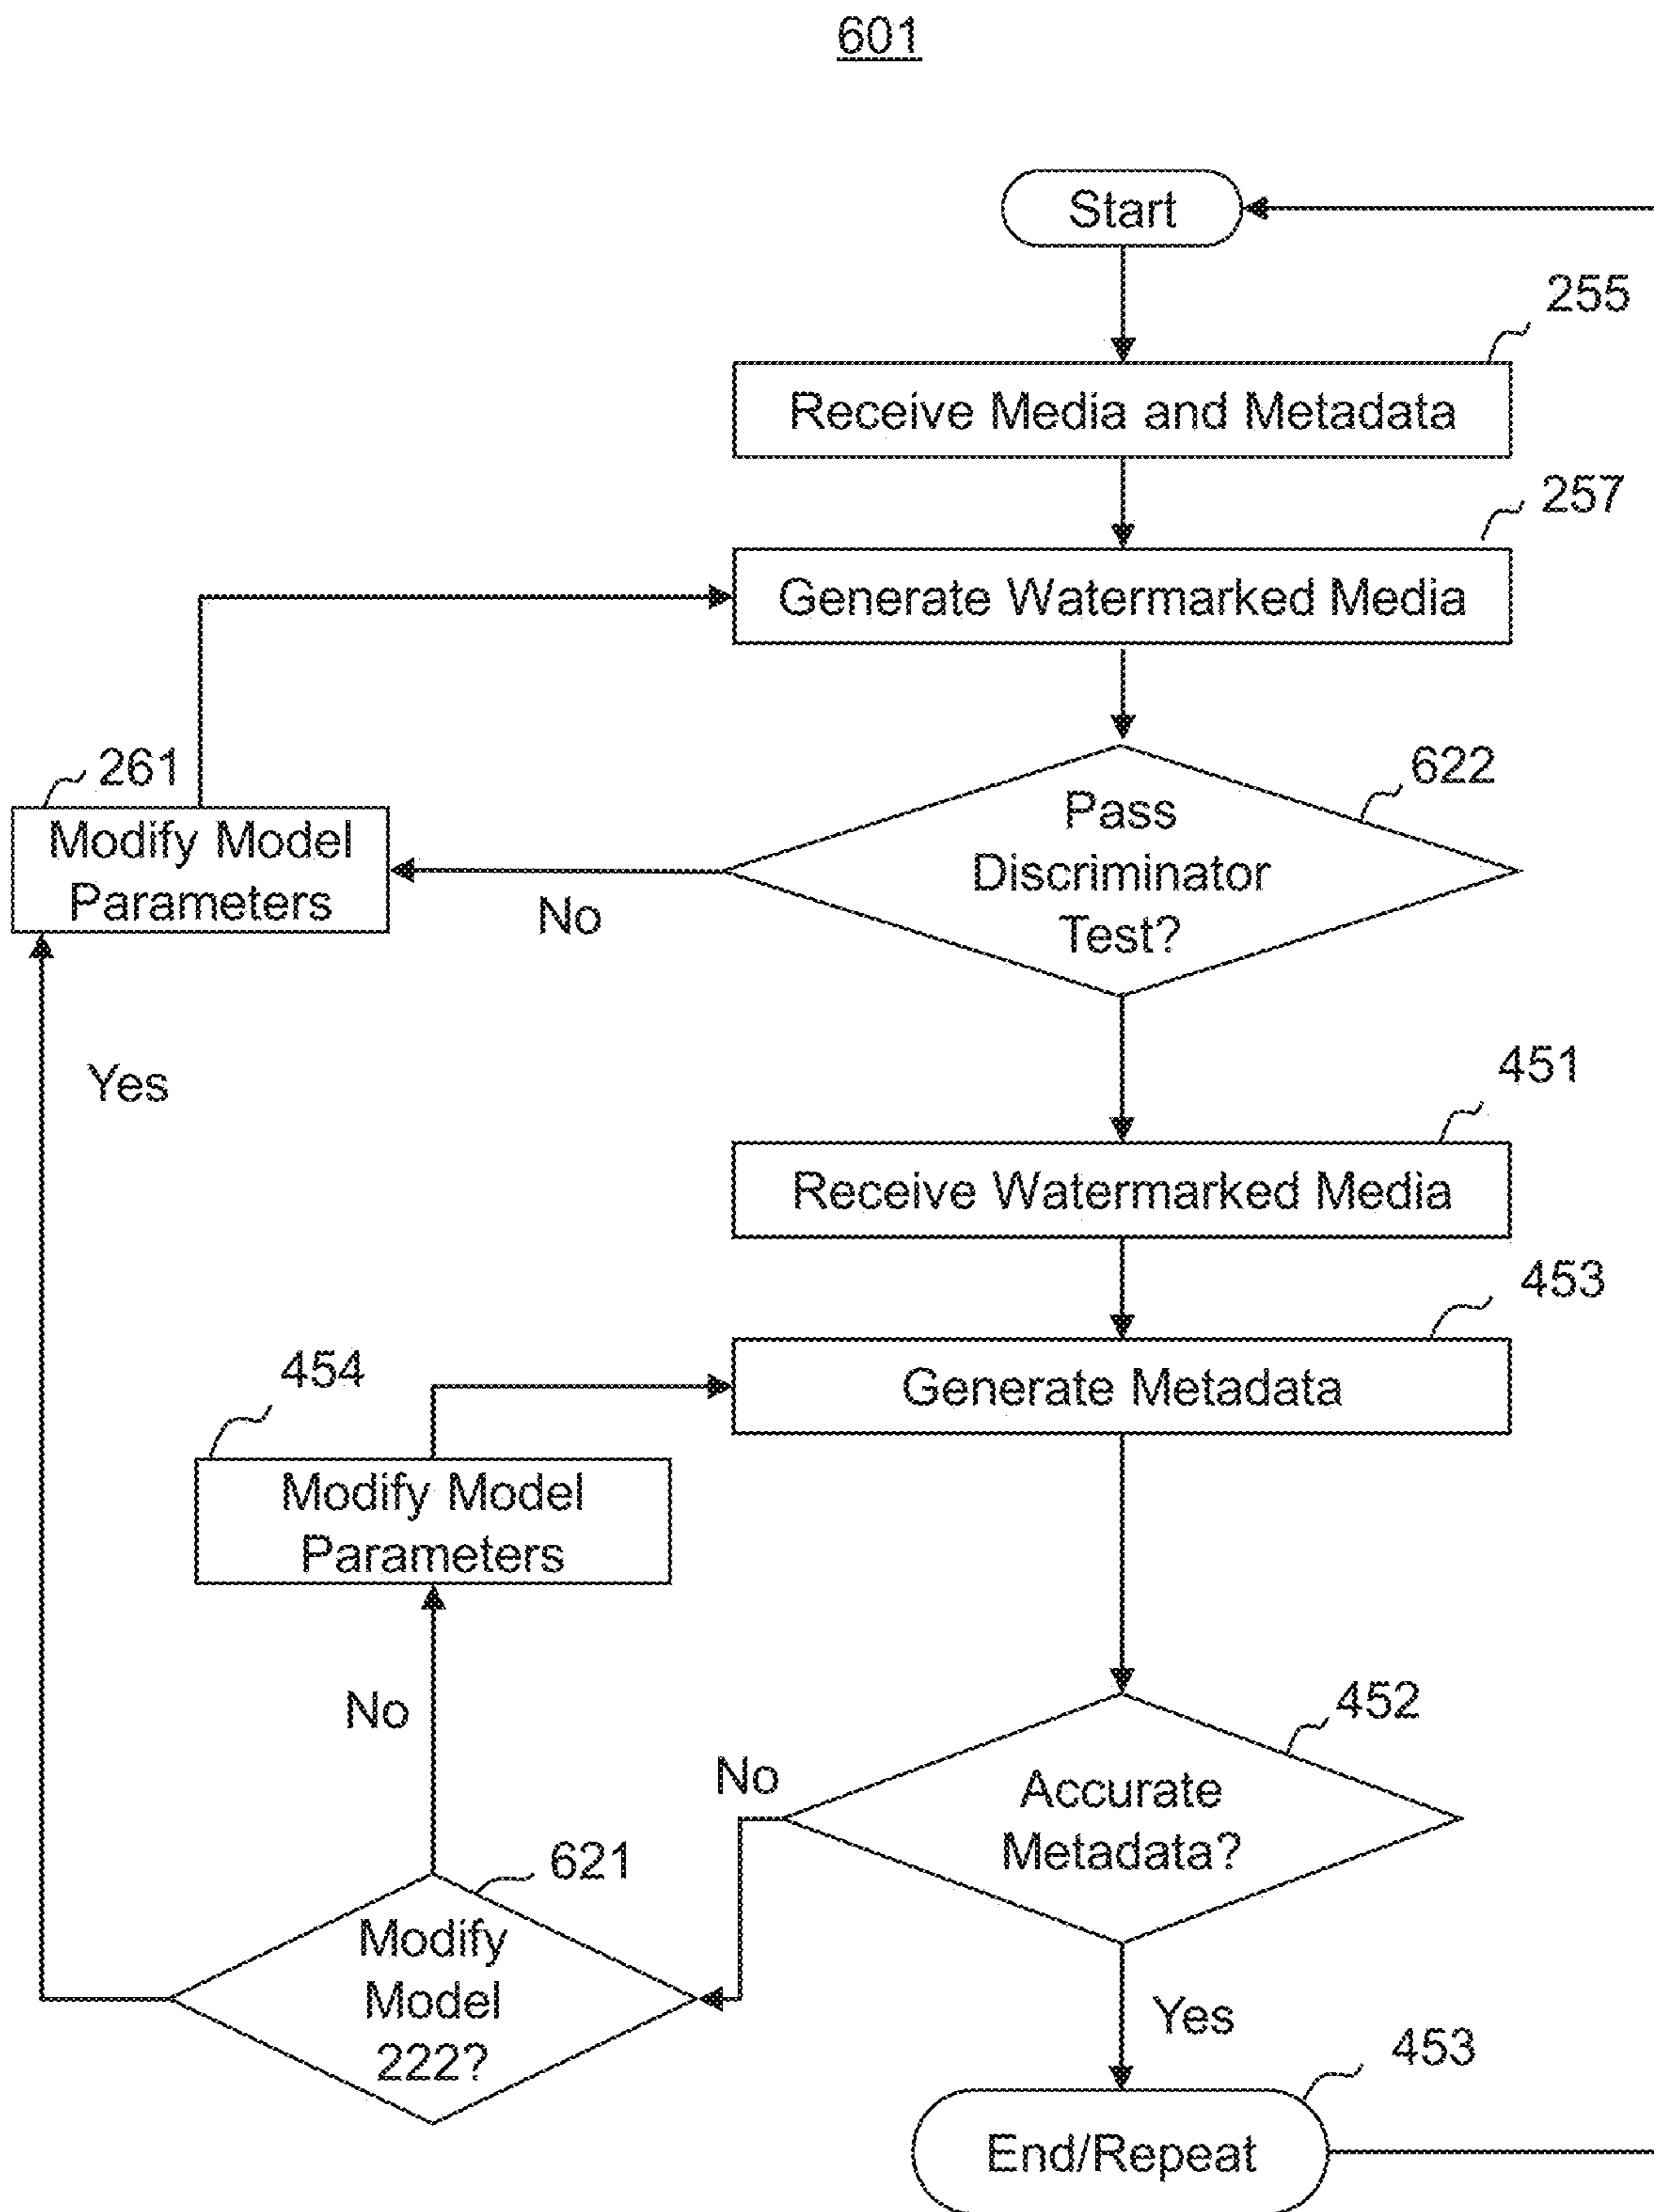 601
Start
255
Receive Media and Metadata
257
Generate Watermarked Media
261
Modify Model
Parameters
622
Pass
Discriminator
Test?
No
Yes
451
Receive Watermarked Media
453
Generate Metadata
454
Modify Model
Parameters
No
452
Accurate
Metadata?
No
621
Modify
Model
222?
Yes
453
End/Repeat